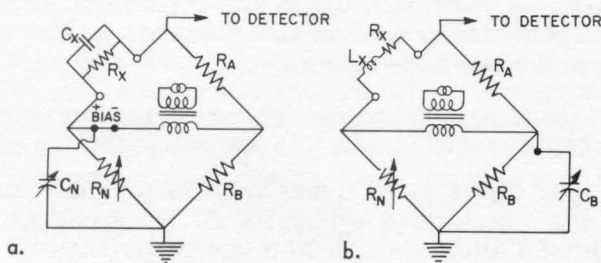 TO DETECTOR
CX
RX
RA
+ BIAS -
CN
RN
RB
a.
TO DETECTOR
RX
LX
RA
RN
RB
CB
b.